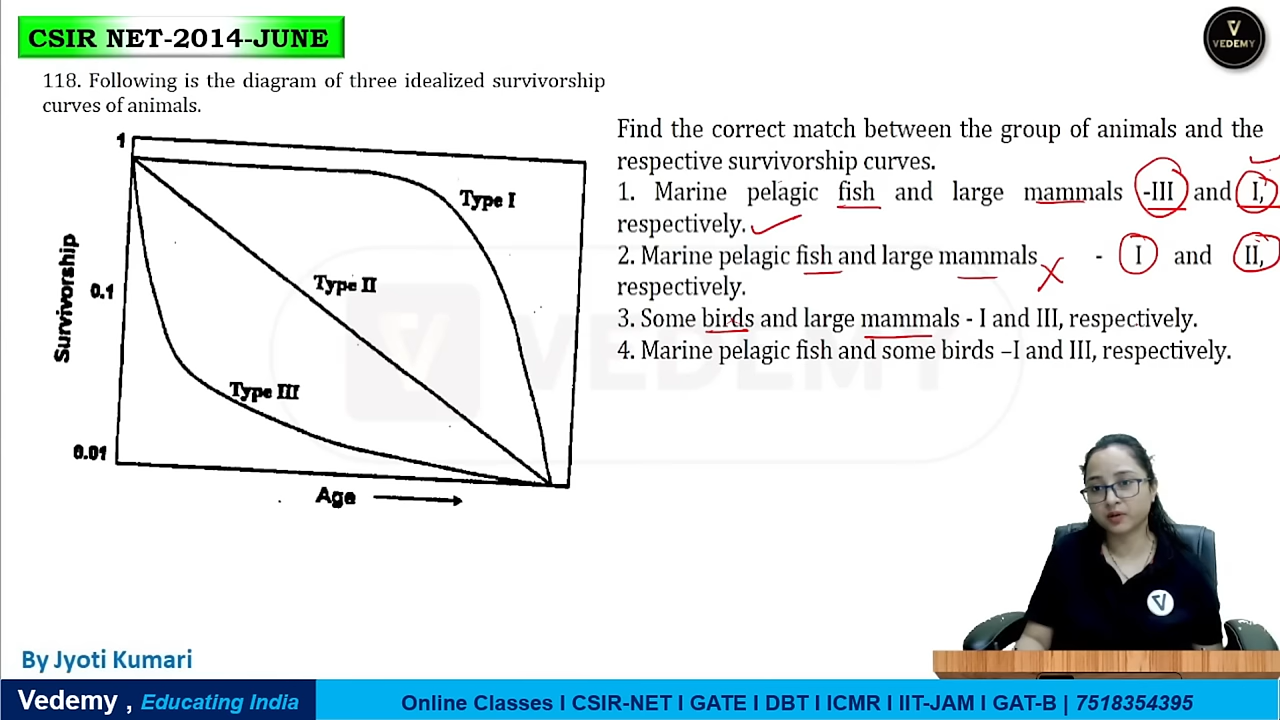 CSIR NET-2014-JUNE
VEDEMY
118. Following is the diagram of three idealized survivorship
curves of animals.
Find the correct match between the group of animals and the
respective survivorship curves.
1. Marine pelagic fish and large mammals -III and I,
respectively.
2. Marine pelagic fish and large mammals - I and II,
respectively.
3. Some birds and large mammals - I and III, respectively.
4. Marine pelagic fish and some birds –I and III, respectively.
1
Type I
Type II
0.1
Survivorship
Type III
0.01
Age
VEDEMY
By Jyoti Kumari
Vedemy , Educating India
Online Classes I CSIR-NET I GATE I DBT I ICMR I IIT-JAM I GAT-B | 7518354395